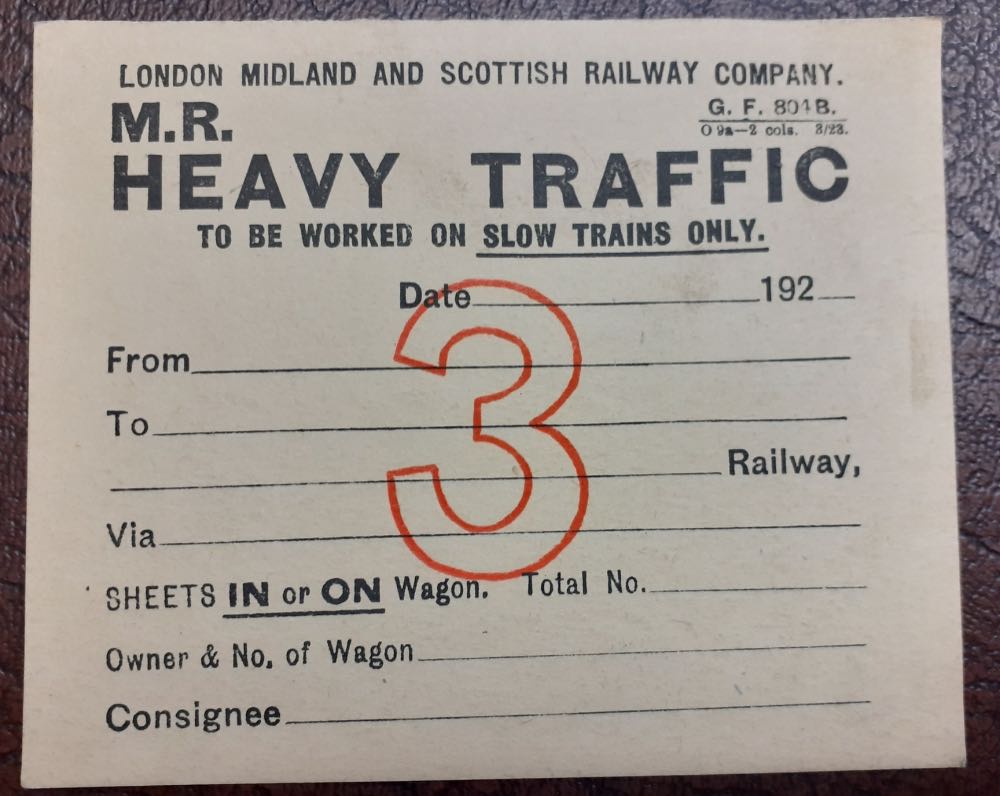 LONDON MIDLAND AND SCOTTISH RAILWAY COMPANY.
M.R.
G. F. 801B.
O 9a—2 cols. 3/23.
HEAVY TRAFFIC
TO BE WORKED ON SLOW TRAINS ONLY.
Date 192
From
To
Railway,
Via
SHEETS IN or ON Wagon. Total No.
Owner & No. of Wagon
Consignee
3